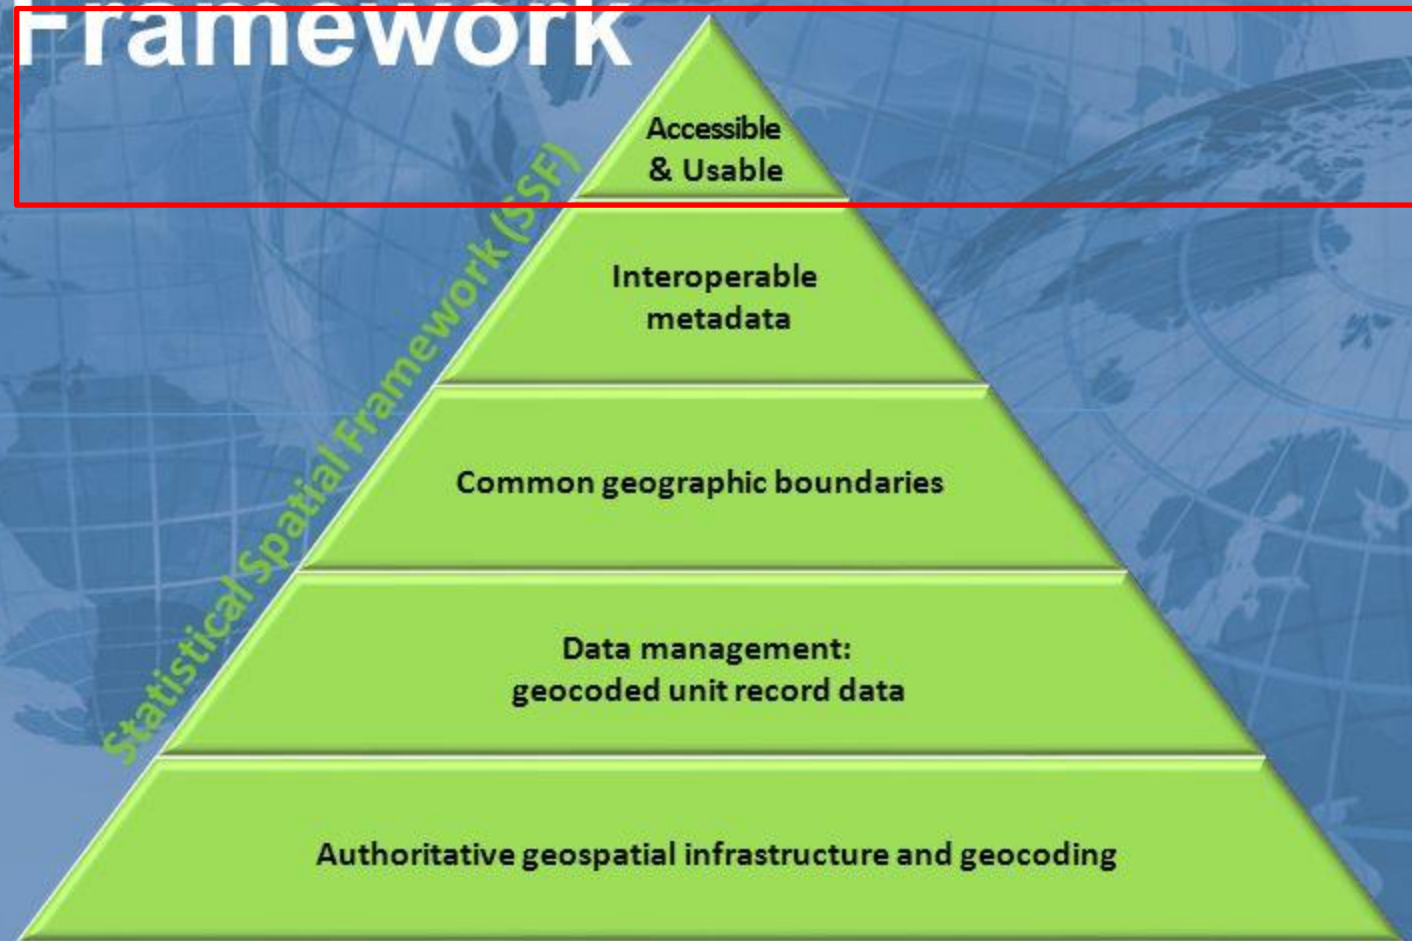 Framework
Accessible
& Usable
Interoperable
metadata
Common geographic boundaries
Data management:
geocoded unit record data
Authoritative geospatial infrastructure and geocoding
Statistical Spatial Framework (SSF)